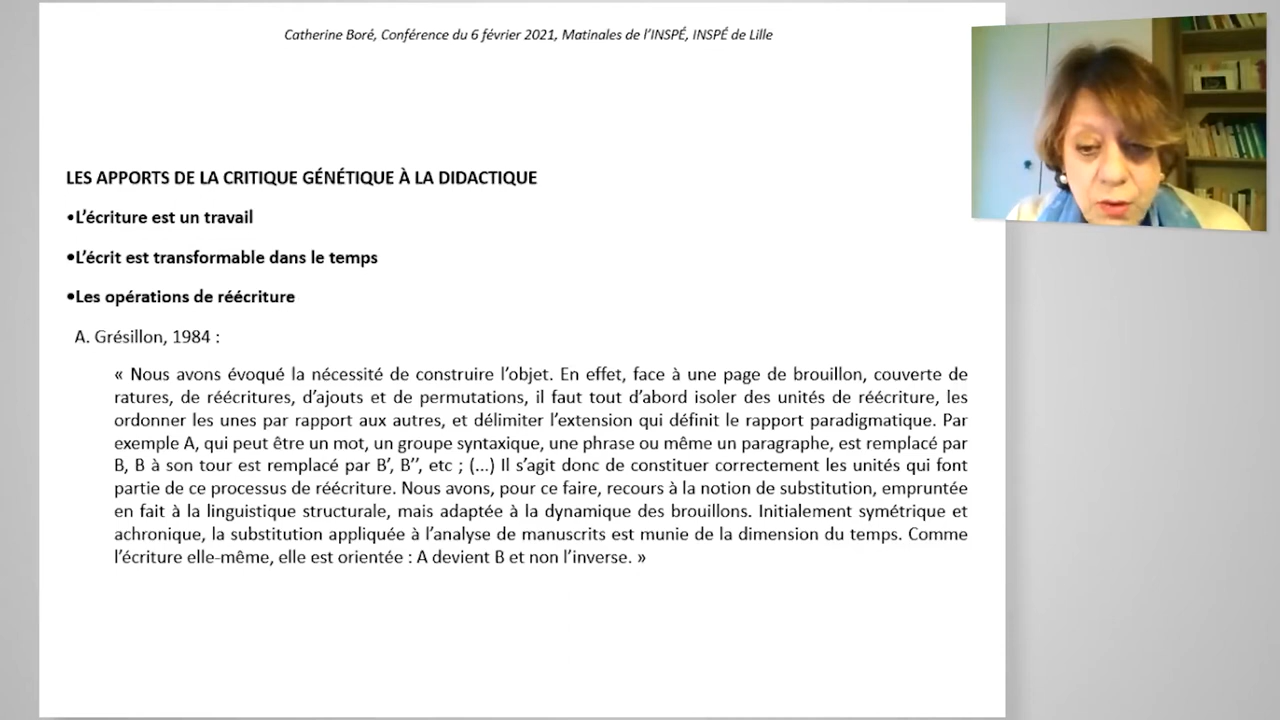 Catherine Boré, Conférence du 6 février 2021, Matinales de l'INSPÉ, INSPÉ de Lille
LES APPORTS DE LA CRITIQUE GÉNÉTIQUE À LA DIDACTIQUE
•L'écriture est un travail
•L'écrit est transformable dans le temps
•Les opérations de réécriture
A. Grésillon, 1984 :
« Nous avons évoqué la nécessité de construire l'objet. En effet, face à une page de brouillon, couverte de
ratures, de réécritures, d'ajouts et de permutations, il faut tout d'abord isoler des unités de réécriture, les
ordonner les unes par rapport aux autres, et délimiter l'extension qui définit le rapport paradigmatique. Par
exemple A, qui peut être un mot, un groupe syntaxique, une phrase ou même un paragraphe, est remplacé par
B, B à son tour est remplacé par B', B'', etc ; (...) Il s'agit donc de constituer correctement les unités qui font
partie de ce processus de réécriture. Nous avons, pour ce faire, recours à la notion de substitution, empruntée
en fait à la linguistique structurale, mais adaptée à la dynamique des brouillons. Initialement symétrique et
achronique, la substitution appliquée à l'analyse de manuscrits est munie de la dimension du temps. Comme
l'écriture elle-même, elle est orientée : A devient B et non l'inverse. »